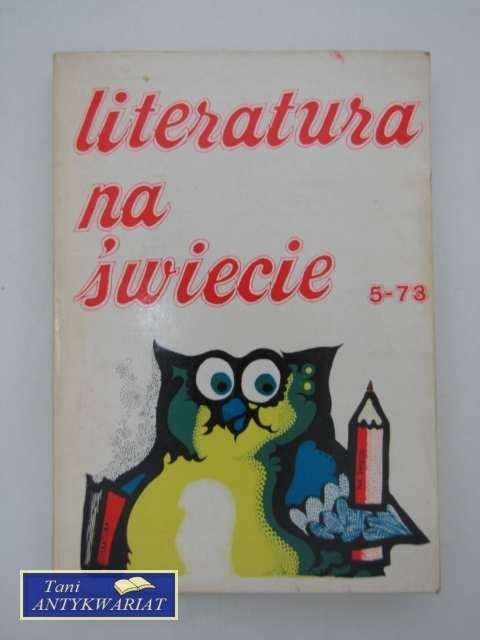 literatura
na
świecie
5-73
Tani
ANTYKWARIAT